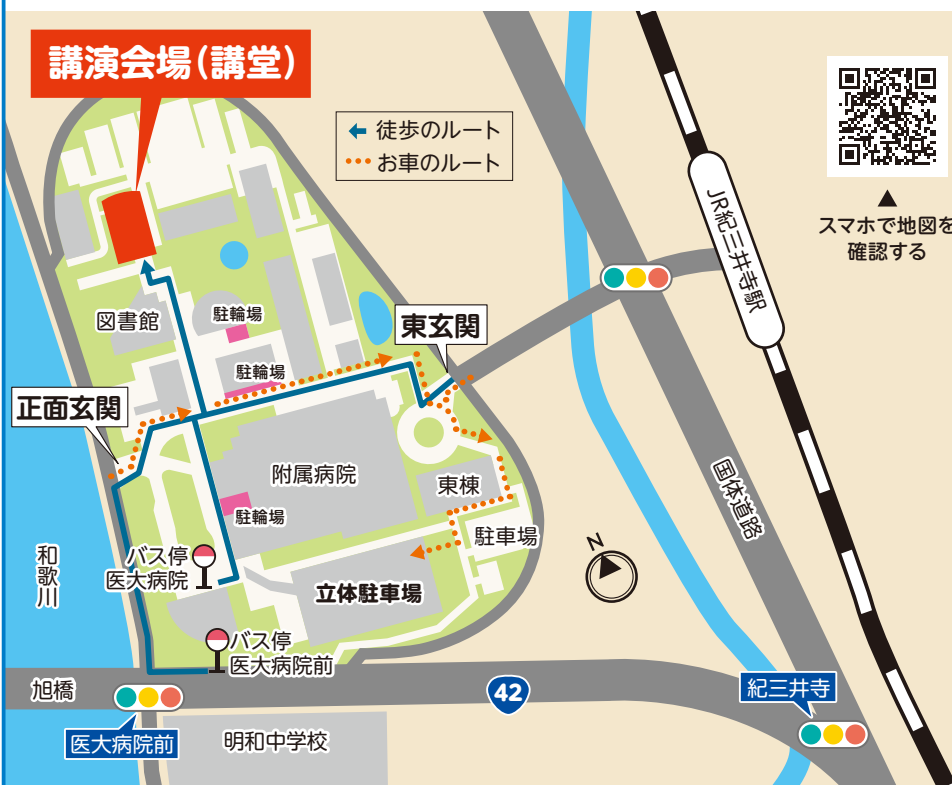 講演会場(講堂)
徒歩のルート
お車のルート
スマホで地図を
確認する
JR紀三井寺駅
図書館
駐輪場
東玄関
駐輪場
正面玄関
附属病院
東棟
国体道路
駐輪場
駐車場
和歌川
バス停
医大病院
立体駐車場
N
バス停
医大病院前
旭橋
42
紀三井寺
医大病院前
明和中学校